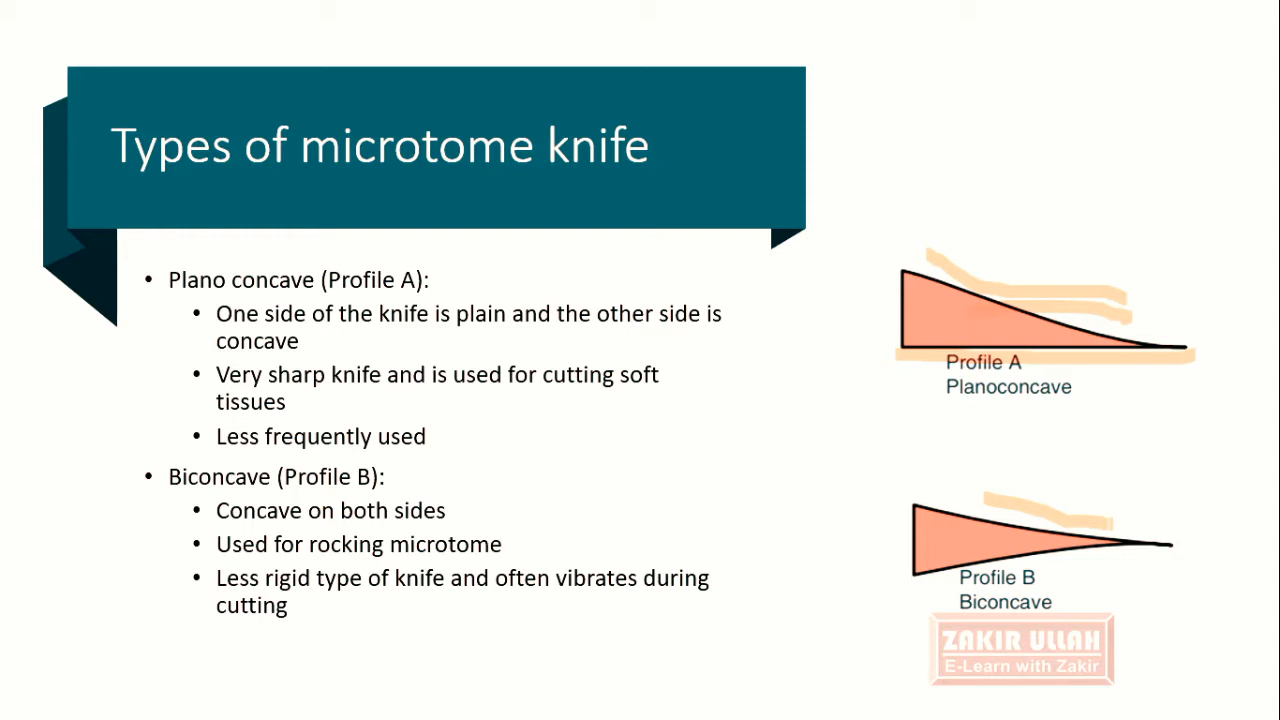 Types of microtome knife
• Plano concave (Profile A):
• One side of the knife is plain and the other side is
concave
• Very sharp knife and is used for cutting soft
tissues
• Less frequently used
• Biconcave (Profile B):
• Concave on both sides
• Used for rocking microtome
• Less rigid type of knife and often vibrates during
cutting
Profile A
Planoconcave
Profile B
Biconcave
ZAKIR ULLAH
E-Learn with Zakir